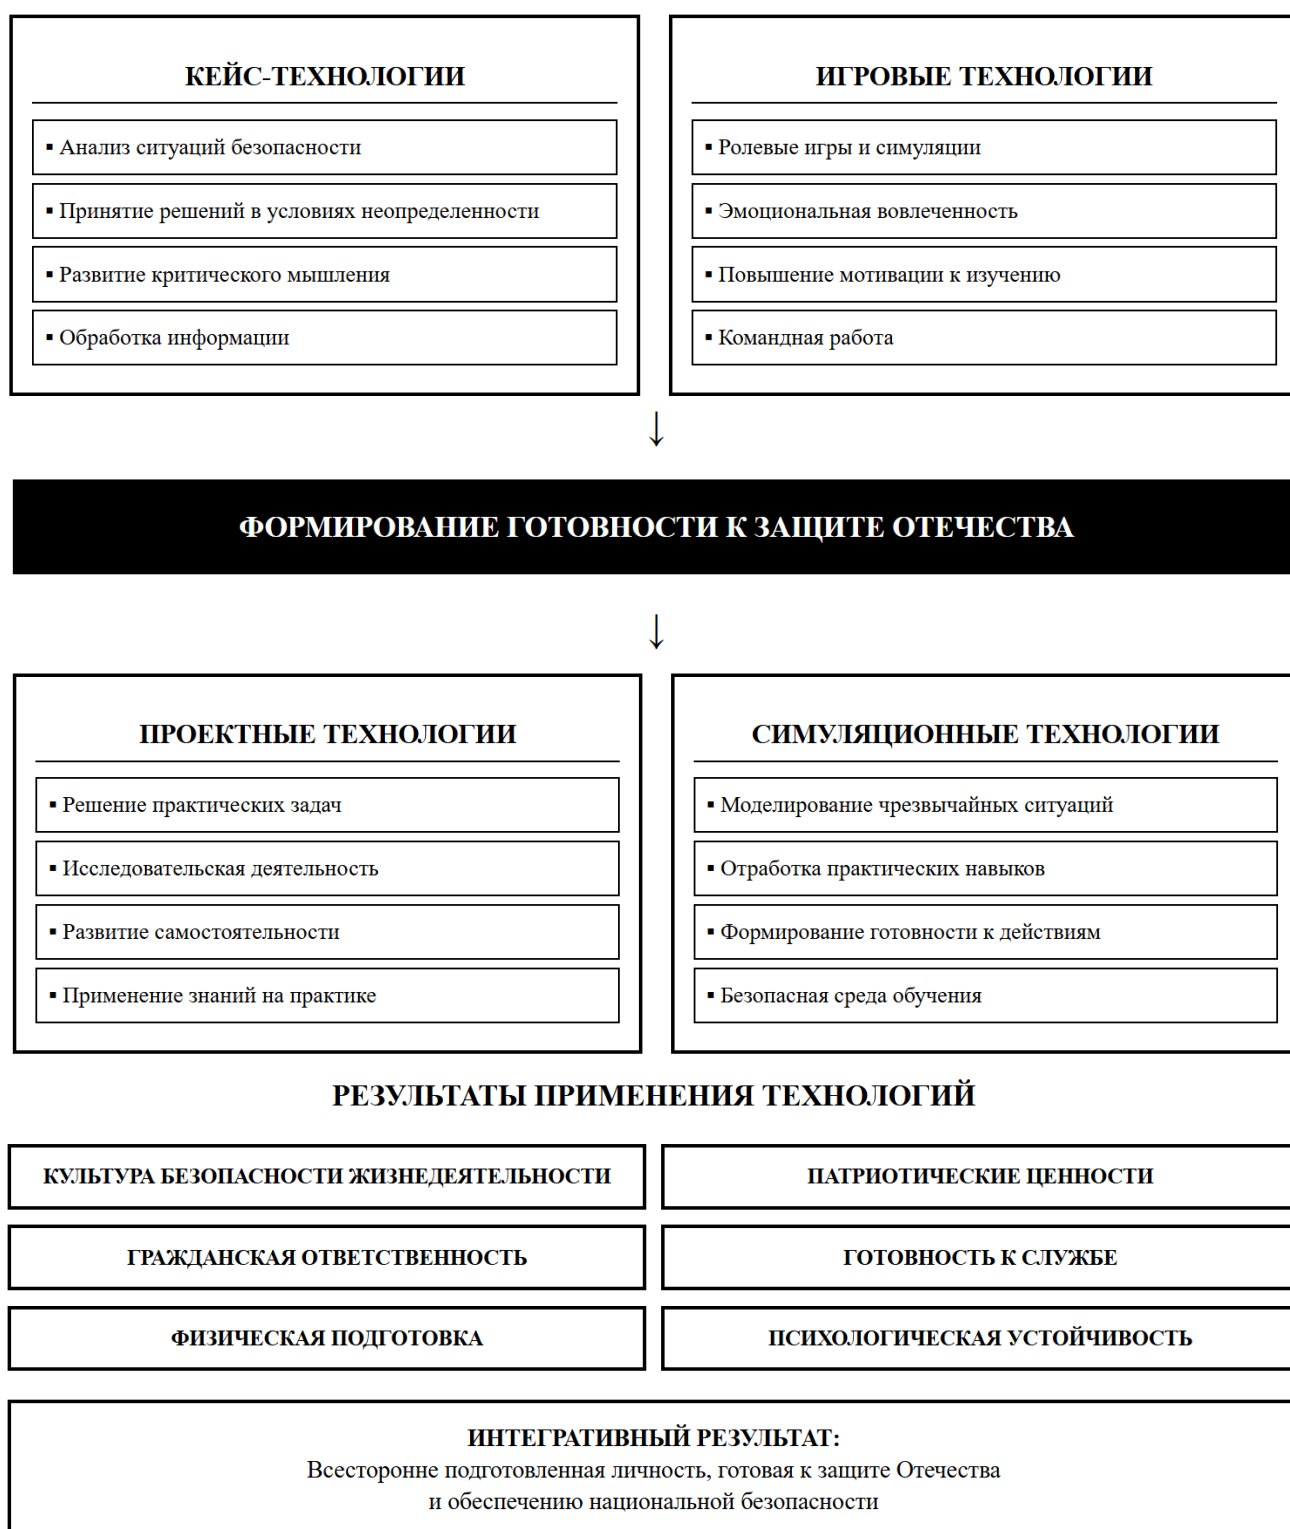 КЕЙС-ТЕХНОЛОГИИ
▪ Анализ ситуаций безопасности
▪ Принятие решений в условиях неопределенности
▪ Развитие критического мышления
▪ Обработка информации
ИГРОВЫЕ ТЕХНОЛОГИИ
▪ Ролевые игры и симуляции
▪ Эмоциональная вовлеченность
▪ Повышение мотивации к изучению
▪ Командная работа
↓
ФОРМИРОВАНИЕ ГОТОВНОСТИ К ЗАЩИТЕ ОТЕЧЕСТВА
↓
ПРОЕКТНЫЕ ТЕХНОЛОГИИ
▪ Решение практических задач
▪ Исследовательская деятельность
▪ Развитие самостоятельности
▪ Применение знаний на практике
СИМУЛЯЦИОННЫЕ ТЕХНОЛОГИИ
▪ Моделирование чрезвычайных ситуаций
▪ Отработка практических навыков
▪ Формирование готовности к действиям
▪ Безопасная среда обучения
РЕЗУЛЬТАТЫ ПРИМЕНЕНИЯ ТЕХНОЛОГИЙ
КУЛЬТУРА БЕЗОПАСНОСТИ ЖИЗНЕДЕЯТЕЛЬНОСТИ
ПАТРИОТИЧЕСКИЕ ЦЕННОСТИ
ГРАЖДАНСКАЯ ОТВЕТСТВЕННОСТЬ
ГОТОВНОСТЬ К СЛУЖБЕ
ФИЗИЧЕСКАЯ ПОДГОТОВКА
ПСИХОЛОГИЧЕСКАЯ УСТОЙЧИВОСТЬ
ИНТЕГРАТИВНЫЙ РЕЗУЛЬТАТ:
Всесторонне подготовленная личность, готовая к защите Отечества
и обеспечению национальной безопасности